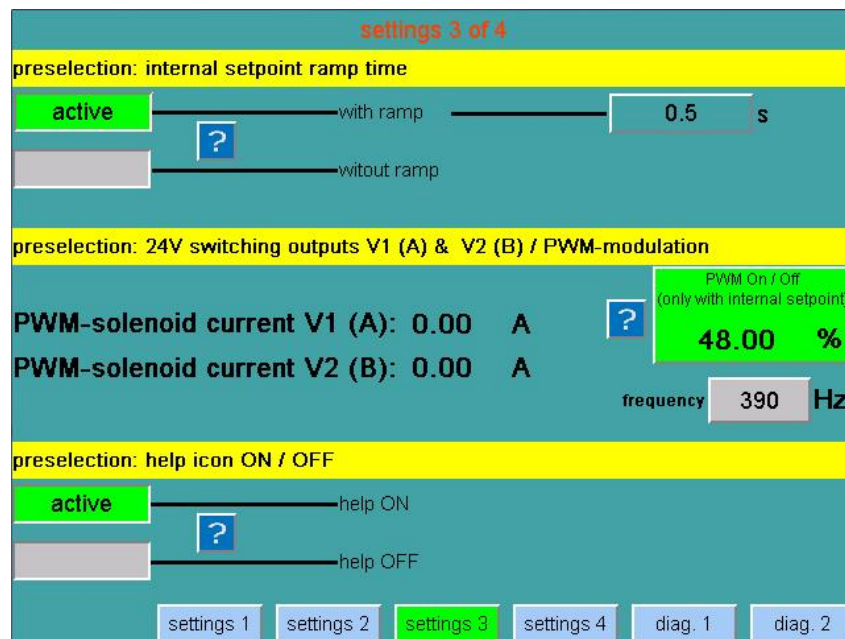 settings 3 of 4
preselection: internal setpoint ramp time
active with ramp 0.5 s
?
witout ramp
preselection: 24V switching outputs V1 (A) & V2 (B) / PWM-modulation
PWM On / Off
(only with internal setpoint)
PWM-solenoid current V1 (A): 0.00 A ? 48.00 %
PWM-solenoid current V2 (B): 0.00 A
frequency 390 Hz
preselection: help icon ON / OFF
active help ON
?
help OFF
settings 1 settings 2 settings 3 settings 4 diag. 1 diag. 2